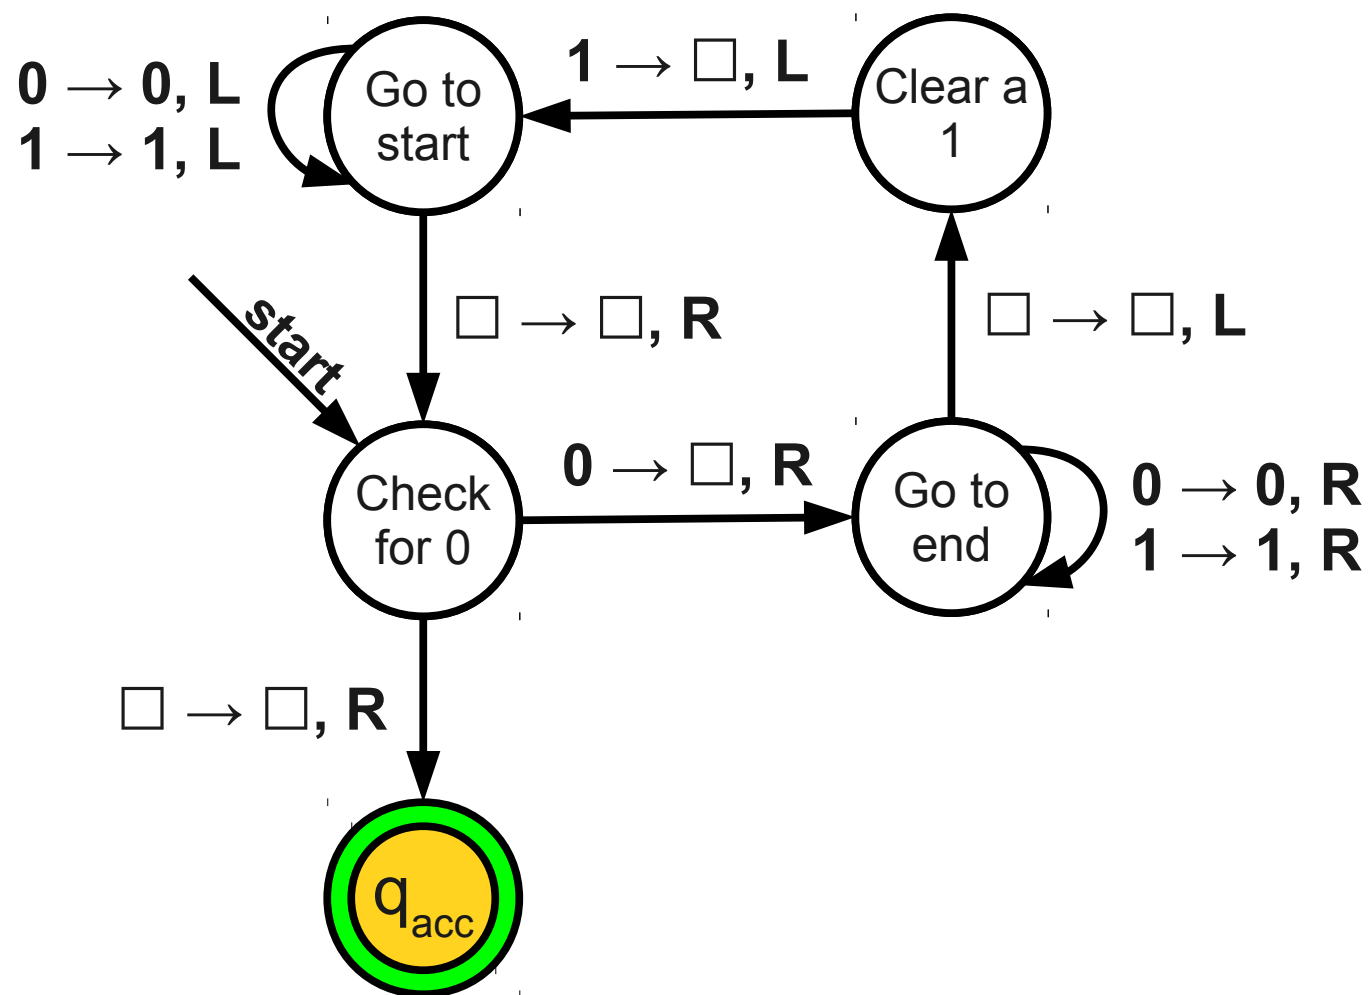 0 → 0, L
1 → 1, L
Go to
start
1 → □, L
Clear a
1
start
□ → □, R
□ → □, L
Check
for 0
0 → □, R
Go to
end
0 → 0, R
1 → 1, R
□ → □, R
qacc